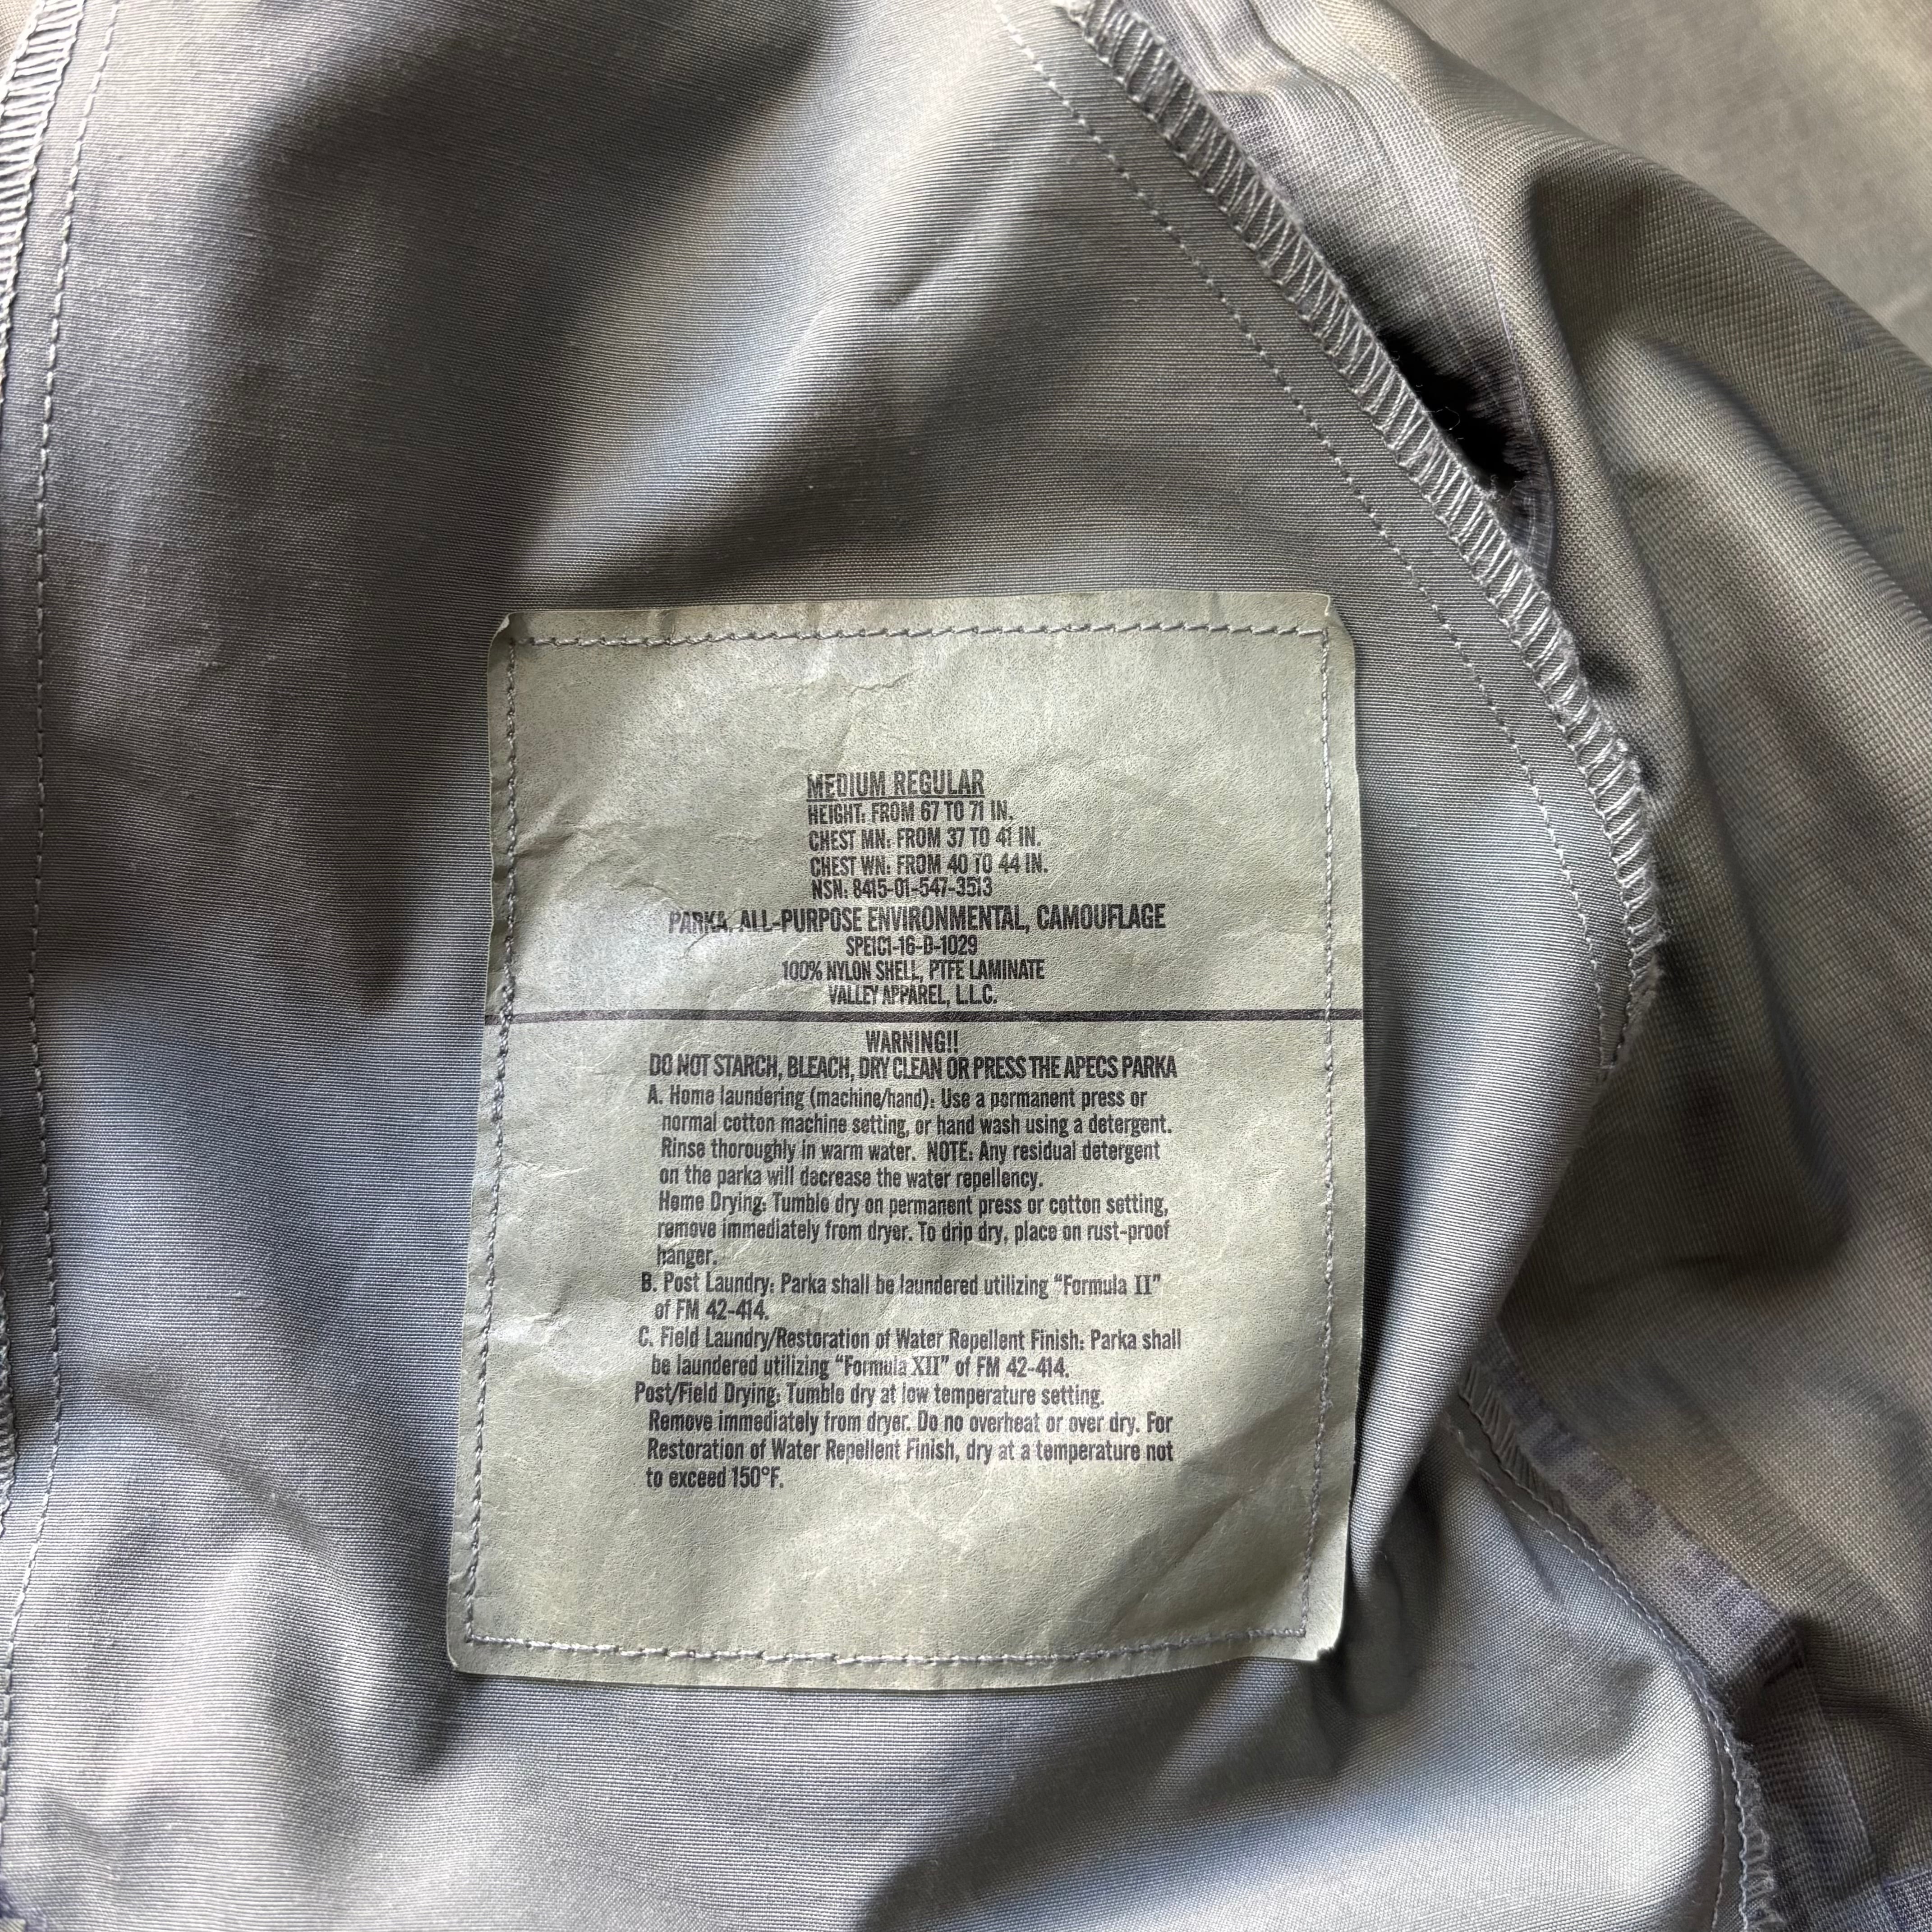 MEDIUM REGULAR
HEIGHT: FROM 67 TO 71 IN.
CHEST MN: FROM 37 TO 41 IN.
CHEST WN: FROM 40 TO 44 IN.
NSN: 8415-01-547-3513
PARKA, ALL-PURPOSE ENVIRONMENTAL, CAMOUFLAGE
SPE1C1-16-D-1029
100% NYLON SHELL, PTFE LAMINATE
VALLEY APPAREL, L.L.C.
WARNING!!
DO NOT STARCH, BLEACH, DRY CLEAN OR PRESS THE APECS PARKA
A. Home laundering (machine/hand): Use a permanent press or
normal cotton machine setting, or hand wash using a detergent.
Rinse thoroughly in warm water. NOTE: Any residual detergent
on the parka will decrease the water repellency.
Home Drying: Tumble dry on permanent press or cotton setting,
remove immediately from dryer. To drip dry, place on rust-proof
hanger.
B. Post Laundry: Parka shall be laundered utilizing “Formula II”
of FM 42-414.
C. Field Laundry/Restoration of Water Repellent Finish: Parka shall
be laundered utilizing “Formula XII” of FM 42-414.
Post/Field Drying: Tumble dry at low temperature setting.
Remove immediately from dryer. Do no overheat or over dry. For
Restoration of Water Repellent Finish, dry at a temperature not
to exceed 150°F.